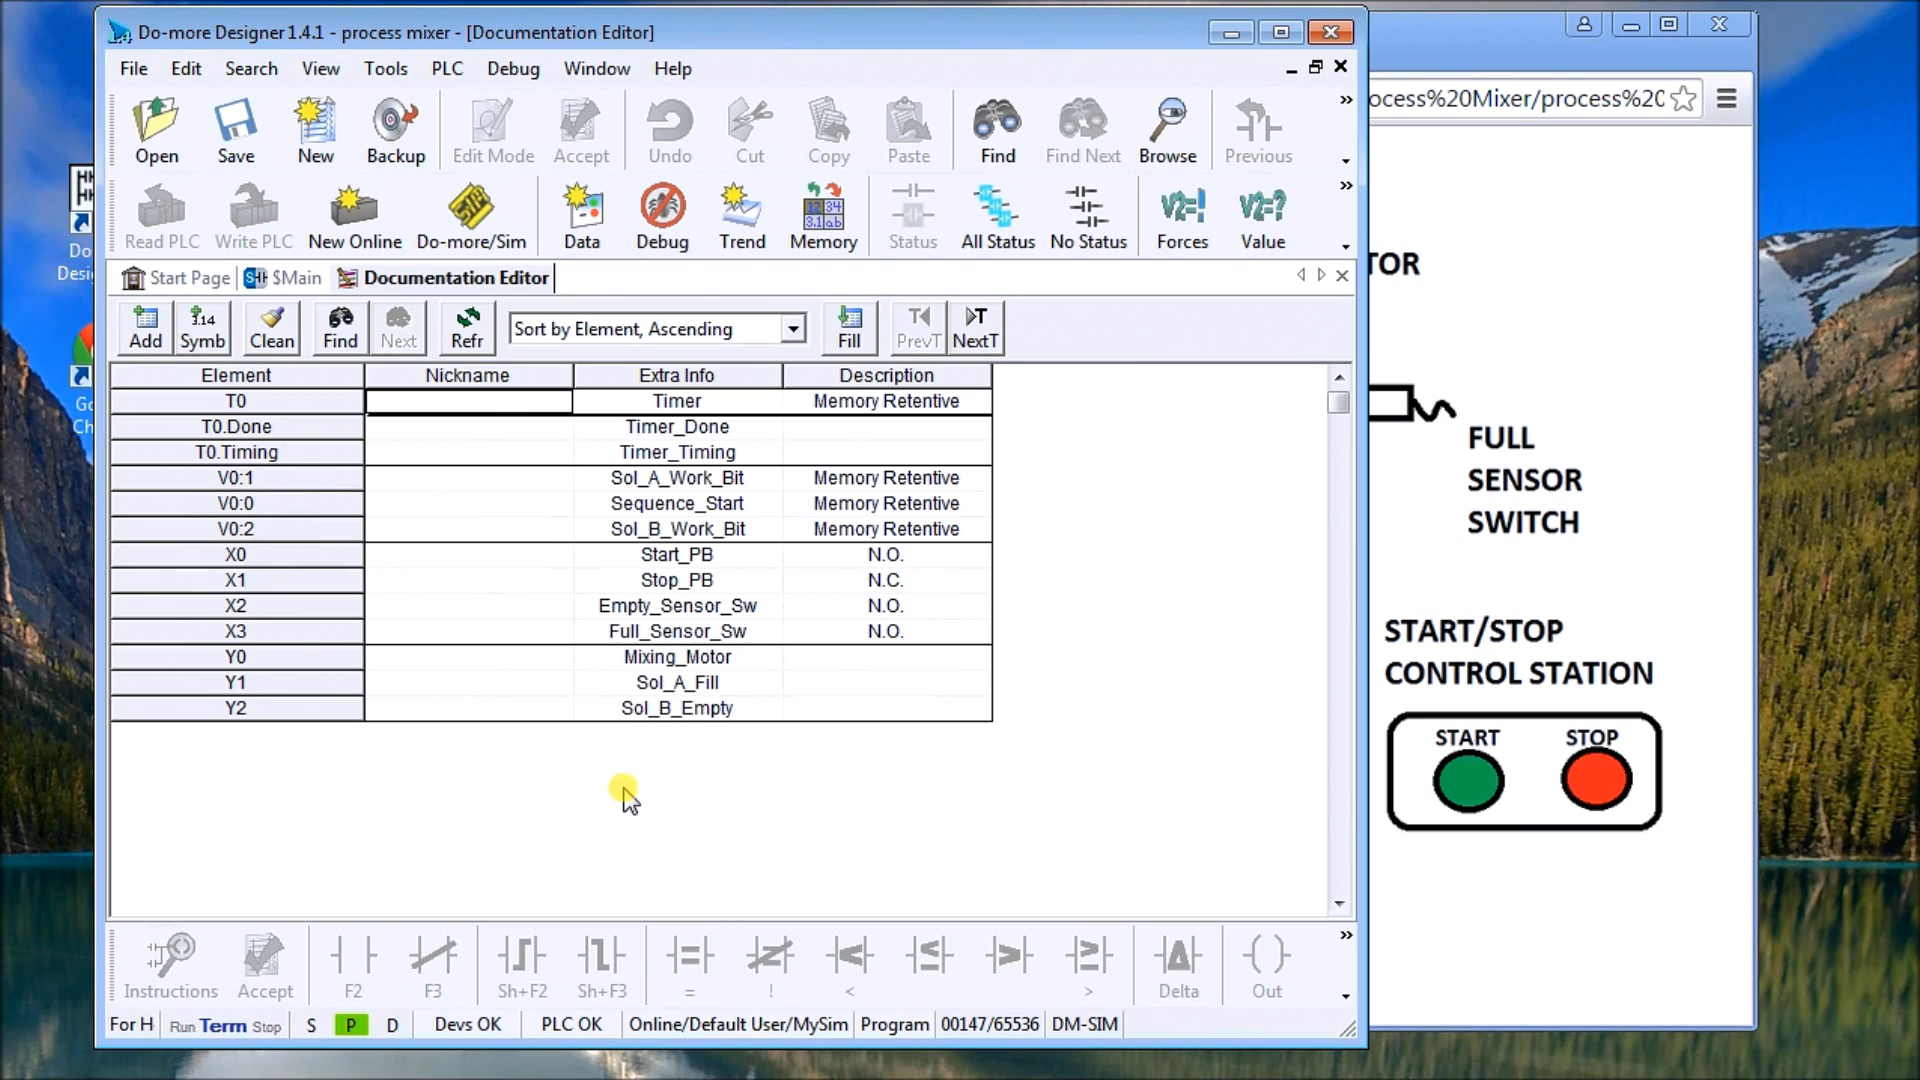 Do-more Designer 1.4.1 - process mixer - [Documentation Editor]
File Edit Search View Tools PLC Debug Window Help
ocess%20Mixer/process%20
Open Save New Backup Edit Mode Accept Undo Cut Copy Paste Find Find Next Browse Previous
Read PLC Write PLC New Online Do-more/Sim Data Debug Trend Memory Status All Status No Status Forces Value
Start Page $Main Documentation Editor
Add Symb Clean Find Next Refr Sort by Element, Ascending Fill PrevT NextT
Element Nickname Extra Info Description
T0 Timer Memory Retentive
T0.Done Timer_Done
T0.Timing Timer_Timing
V0:1 Sol_A_Work_Bit Memory Retentive
V0:0 Sequence_Start Memory Retentive
V0:2 Sol_B_Work_Bit Memory Retentive
X0 Start_PB N.O.
X1 Stop_PB N.C.
X2 Empty_Sensor_Sw N.O.
X3 Full_Sensor_Sw N.O.
Y0 Mixing_Motor
Y1 Sol_A_Fill
Y2 Sol_B_Empty
Instructions Accept F2 F3 Sh+F2 Sh+F3 = ! < > Delta Out
For H Run Term Stop S P D Devs OK PLC OK Online/Default User/MySim Program 00147/65536 DM-SIM
TOR
FULL
SENSOR
SWITCH
START/STOP
CONTROL STATION
START STOP
Do
Desi
Go
Ch